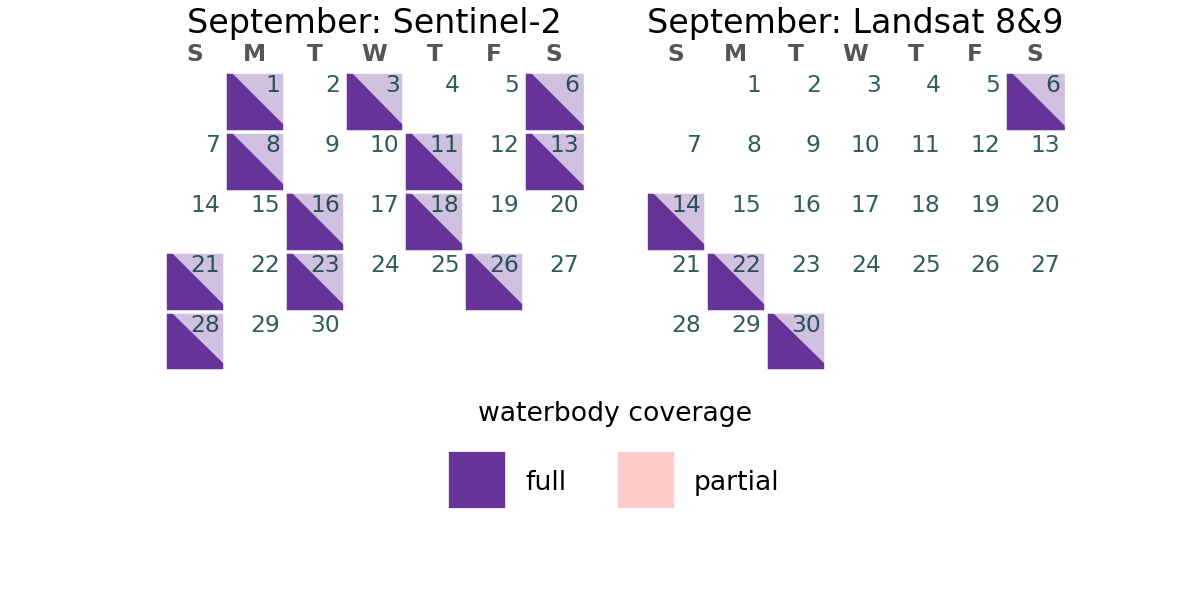 September: Sentinel-2
S M T W T F S
1 2 3 4 5 6
7 8 9 10 11 12 13
14 15 16 17 18 19 20
21 22 23 24 25 26 27
28 29 30
September: Landsat 8&9
S M T W T F S
1 2 3 4 5 6
7 8 9 10 11 12 13
14 15 16 17 18 19 20
21 22 23 24 25 26 27
28 29 30
waterbody coverage
full partial